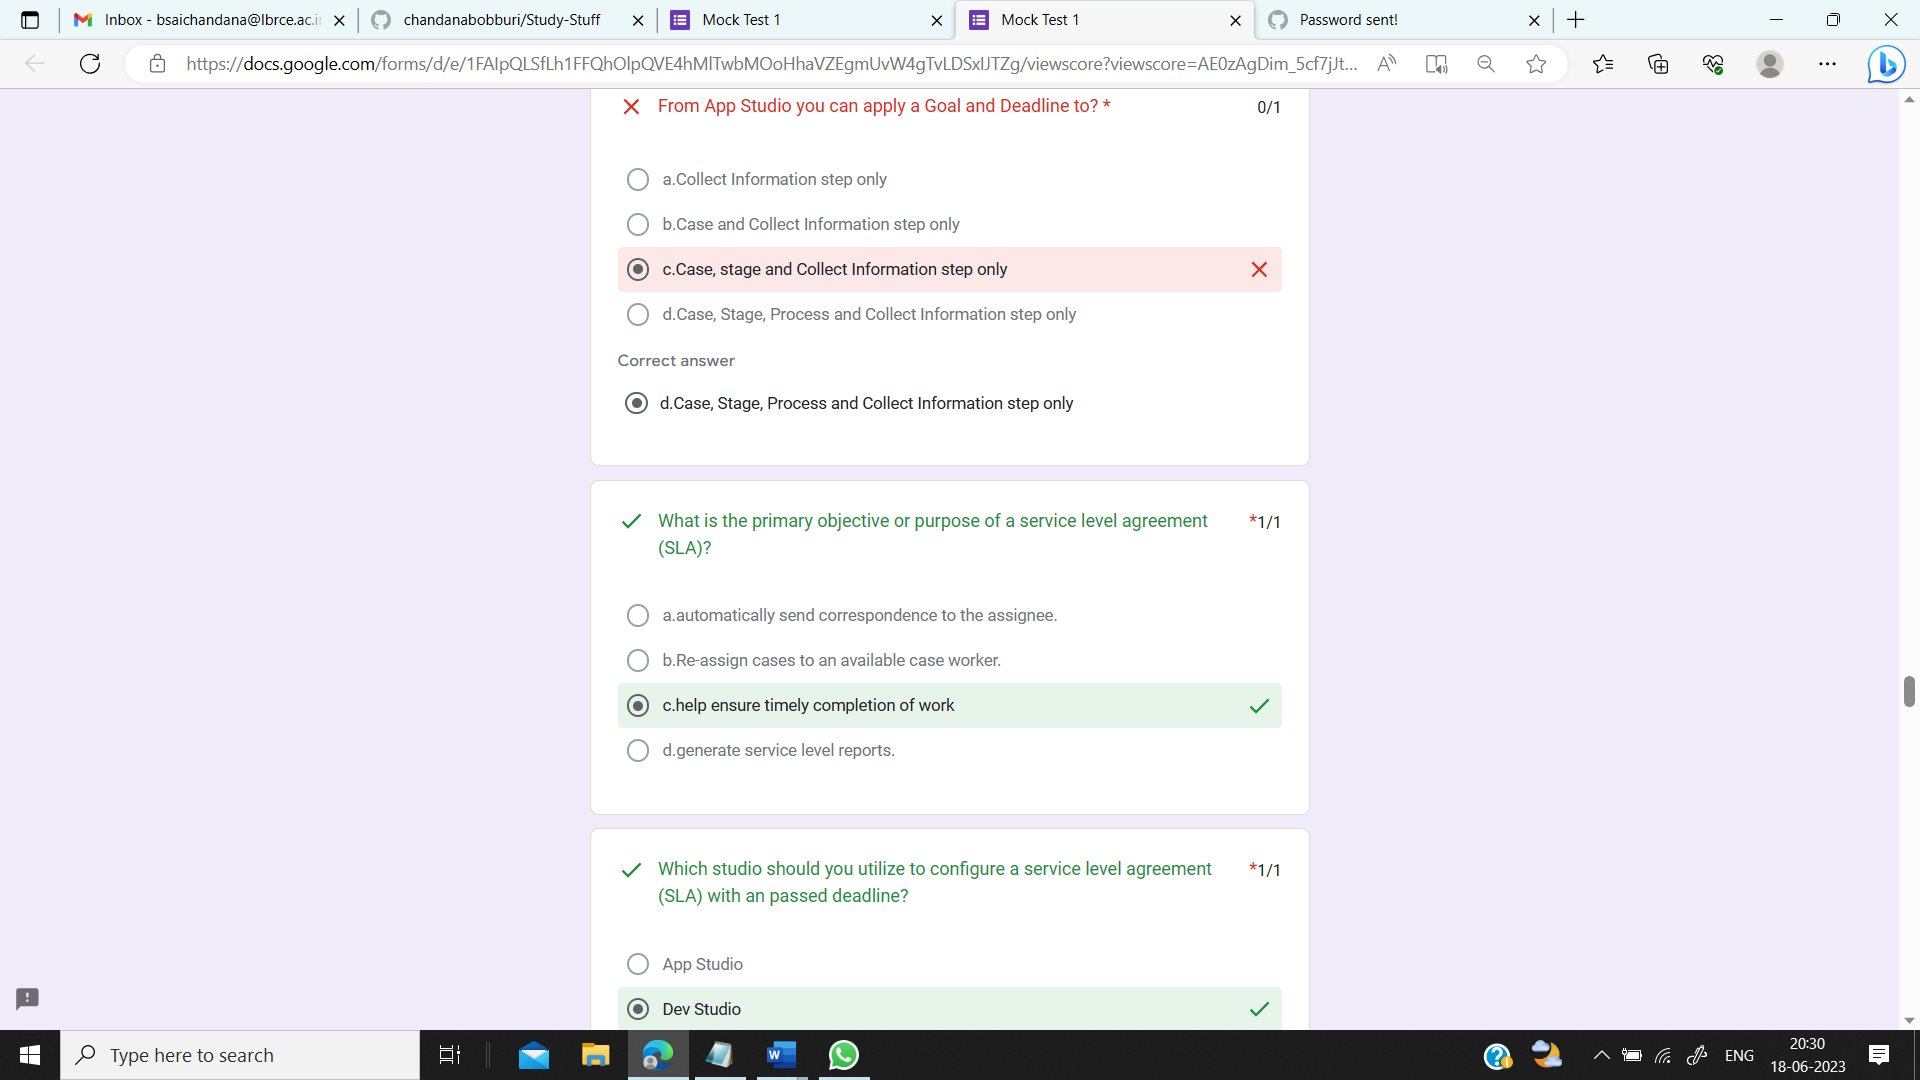 Inbox - bsaichandana@lbrce.ac.i
chandanabobburi/Study-Stuff
Mock Test 1
Mock Test 1
Password sent!
https://docs.google.com/forms/d/e/1FAIpQLSfLh1FFQhOlpQVE4hMlTwbMOoHhaVZEgmUvW4gTvLDSxIJTZg/viewscore?viewscore=AE0zAgDim_5cf7jJt...
From App Studio you can apply a Goal and Deadline to? *
0/1
a.Collect Information step only
b.Case and Collect Information step only
c.Case, stage and Collect Information step only
d.Case, Stage, Process and Collect Information step only
Correct answer
d.Case, Stage, Process and Collect Information step only
What is the primary objective or purpose of a service level agreement
*1/1
(SLA)?
a.automatically send correspondence to the assignee.
b.Re-assign cases to an available case worker.
c.help ensure timely completion of work
d.generate service level reports.
Which studio should you utilize to configure a service level agreement
*1/1
(SLA) with an passed deadline?
App Studio
Dev Studio
Type here to search
ENG
20:30
18-06-2023